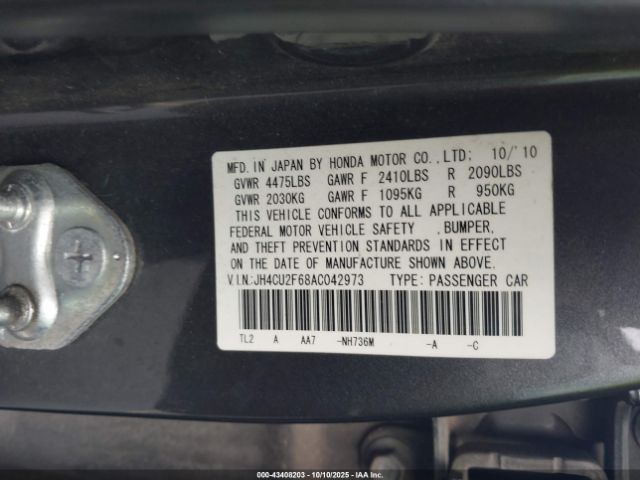 MFD. IN JAPAN BY HONDA MOTOR CO.,LTD: 10/'10
GVWR 4475LBS GAWR F 2410LBS R 2090LBS
GVWR 2030KG GAWR F 1095KG R 950KG
THIS VEHICLE CONFORMS TO ALL APPLICABLE
FEDERAL MOTOR VEHICLE SAFETY ,BUMPER,
AND THEFT PREVENTION STANDARDS IN EFFECT
ON THE DATE OF MANUFACTURE SHOWN ABOVE.
V.I.N.:JH4CU2F68AC042973 TYPE: PASSENGER CAR
TL2 A AA7 -NH736M -A -C
000-43408203 - 10/10/2025 - IAA Inc.